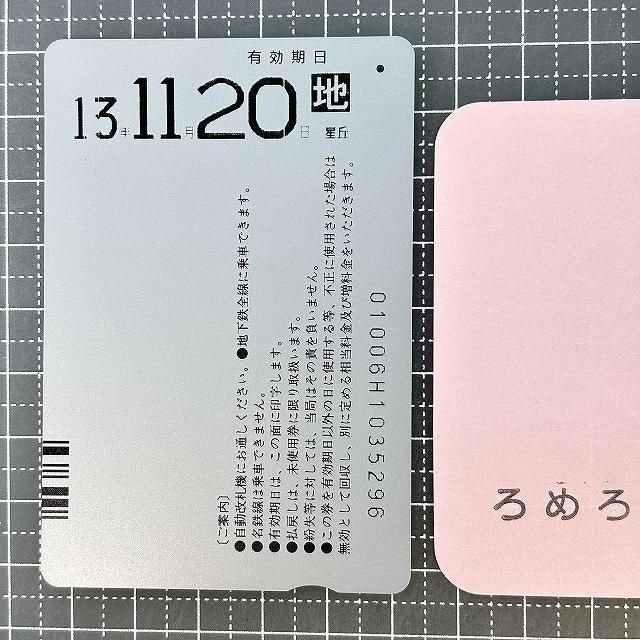 有効期日
13年11月20日 地 星丘
(ご案内)
●自動改札機にお通しください。●地下鉄全線に乗車できます。
●名鉄線は乗車できません。
●有効期日は、この面に印字します。
●払戻しは、未使用券に限り取扱います。
●紛失等に対しては、当局はその責を負いません。
●この券を有効期日以外の日に使用する等、不正に使用された場合は
無効として回収し、別に定める相当料金及び増料金をいただきます。
01006H1035296
ろめろ